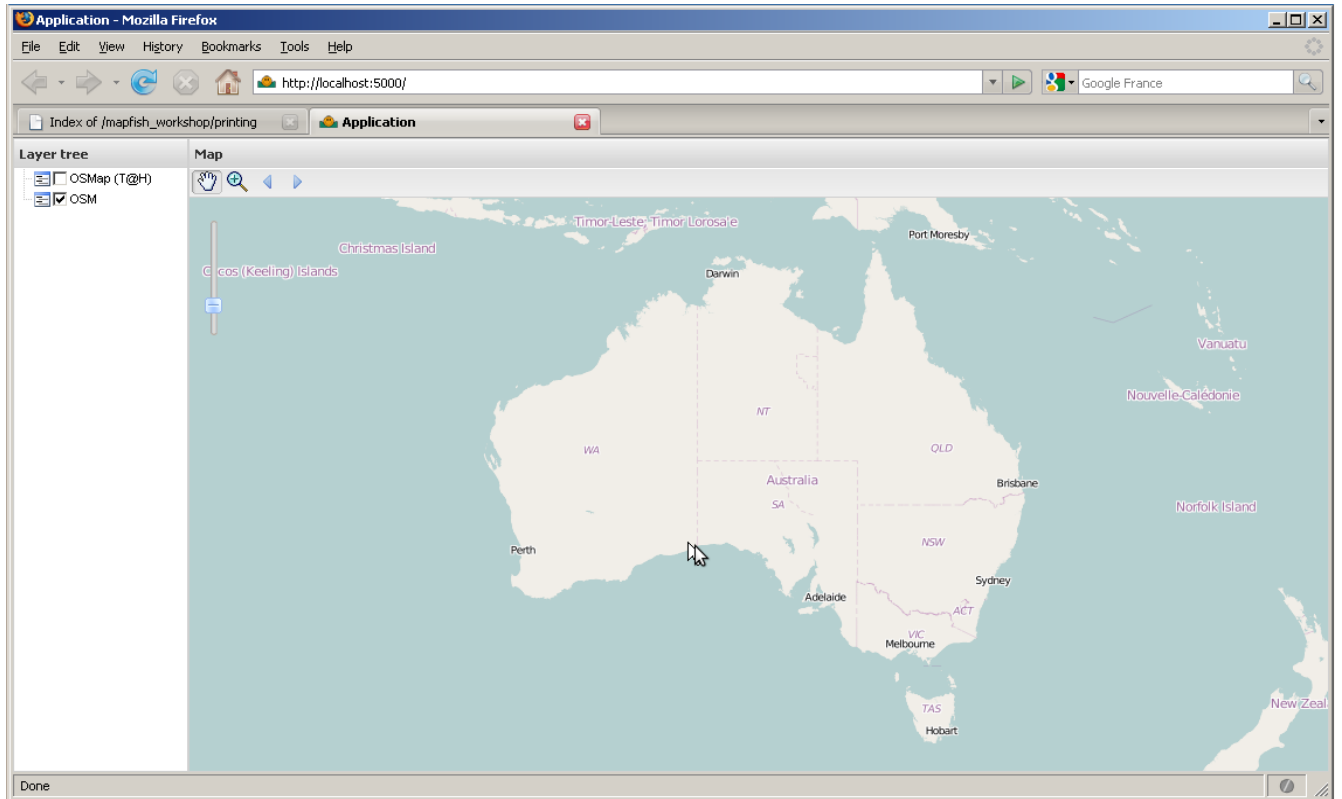 Application - Mozilla Firefox
File Edit View History Bookmarks Tools Help
http://localhost:5000/
Google France
Index of /mapfish_workshop/printing
Application
Layer tree
Map
OSMap (T@H)
OSM
Timor-Leste; Timor Lorosa'e
Port Moresby
Christmas Island
Cocos (Keeling) Islands
Darwin
Vanuatu
Nouvelle-Calédonie
NT
WA
QLD
Australia
Brisbane
SA
Norfolk Island
NSW
Perth
Sydney
Adelaide
ACT
VIC
Melbourne
New Zeal
TAS
Hobart
Done